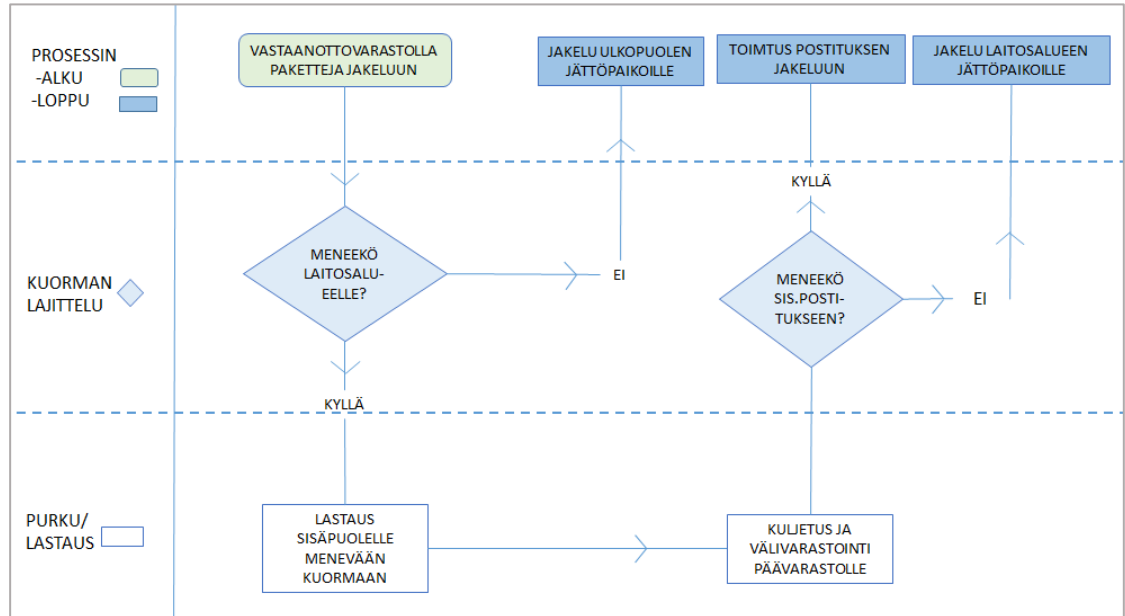 PROSESSIN
-ALKU
-LOPPU
VASTAANOTTOVARASTOLLA
PAKETTEJA JAKELUUN
JAKELU ULKOPUOLEN
JÄTTÖPAIKOILLE
TOIMTUS POSTITUKSEN
JAKELUUN
JAKELU LAITOSALUEEN
JÄTTÖPAIKOILLE
KUORMAN
LAJITTELU
MENEEKÖ
LAITOSALU-
EELLE?
EI
KYLLÄ
KYLLÄ
MENEEKÖ
SIS.POSTI-
TUKSEEN?
EI
PURKU/
LASTAUS
LASTAUS
SISÄPUOLELLE
MENEVÄÄN
KUORMAAN
KULJETUS JA
VÄLIVARASTOINTI
PÄÄVARASTOLLE